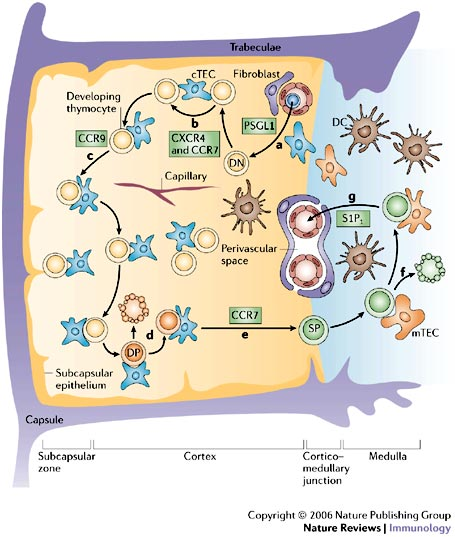 Trabeculae
cTEC
Fibroblast
Developing
thymocyte
b
PSGL1
DC
CCR9
CXCR4
and CCR7
a
c
DN
Capillary
g
S1P₁
Perivascular
space
f
d
CCR7
DP
e
SP
mTEC
Subcapsular
epithelium
Capsule
Subcapsular
zone
Cortex
Cortico–
medullary
junction
Medulla
Copyright © 2006 Nature Publishing Group
Nature Reviews | Immunology